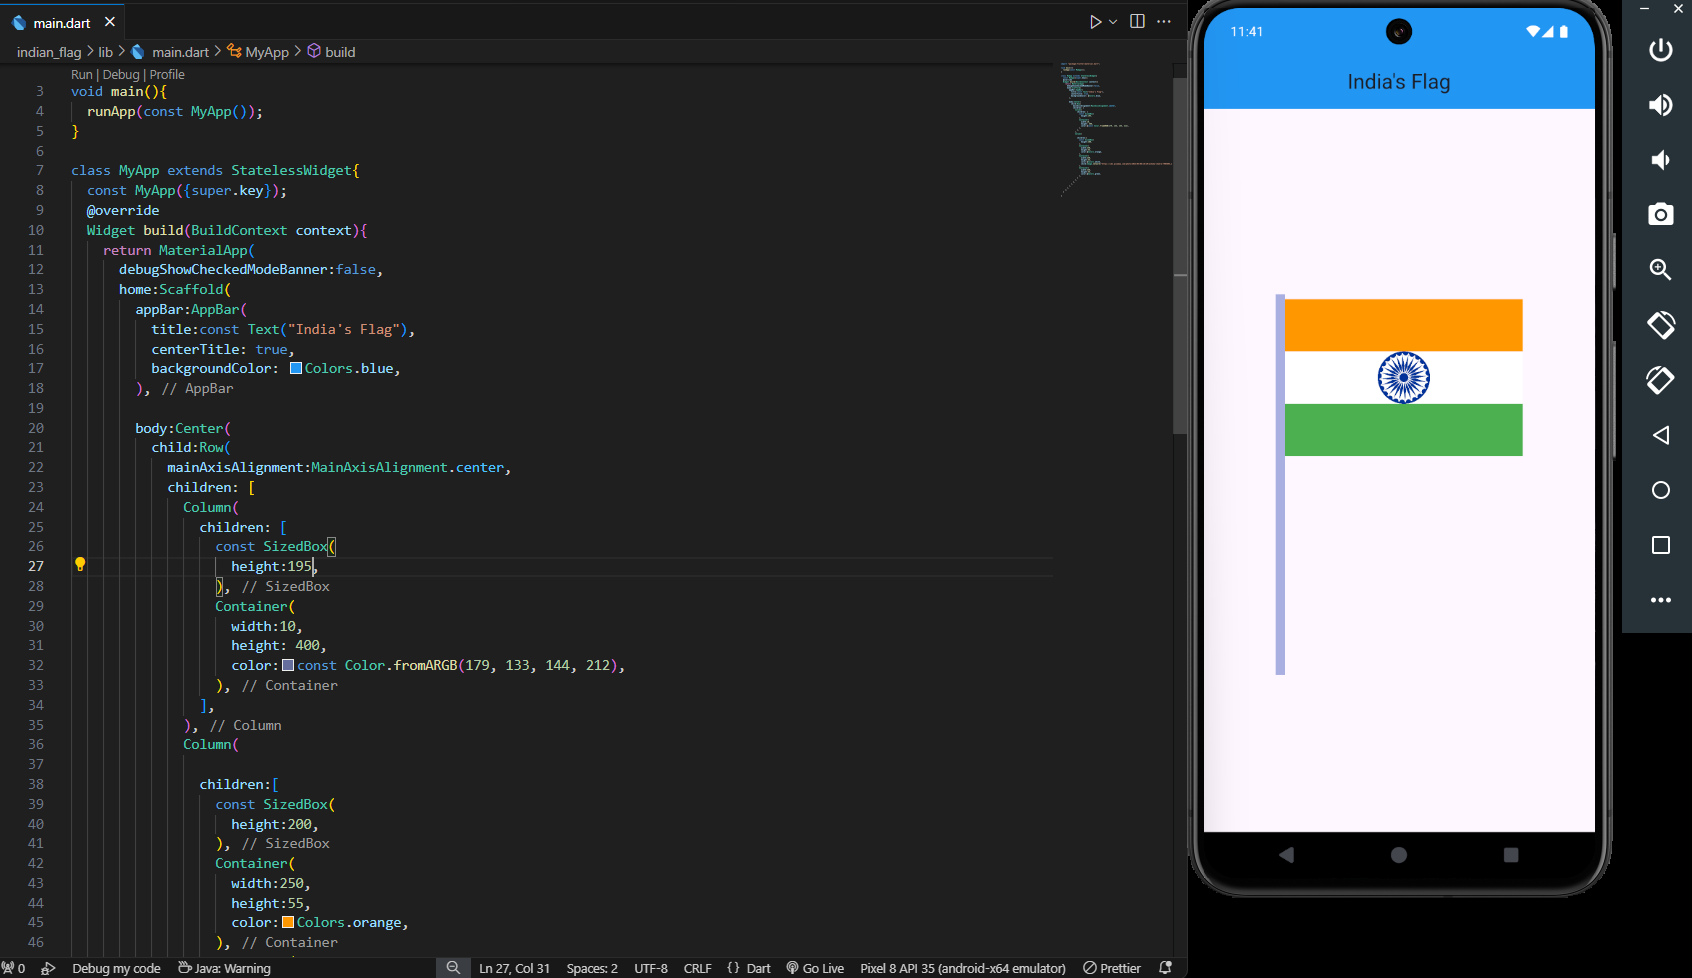 main.dart
indian_flag > lib > main.dart > MyApp > build
Run | Debug | Profile
3 void main(){
4 runApp(const MyApp());
5 }
6
7 class MyApp extends StatelessWidget{
8 const MyApp({super.key});
9 @override
10 Widget build(BuildContext context){
11 return MaterialApp(
12 debugShowCheckedModeBanner:false,
13 home:Scaffold(
14 appBar:AppBar(
15 title:const Text("India's Flag"),
16 centerTitle: true,
17 backgroundColor: Colors.blue,
18 ), // AppBar
19
20 body:Center(
21 child:Row(
22 mainAxisAlignment:MainAxisAlignment.center,
23 children: [
24 Column(
25 children: [
26 const SizedBox(
27 height:195,
28 ), // SizedBox
29 Container(
30 width:10,
31 height: 400,
32 color: const Color.fromARGB(179, 133, 144, 212),
33 ), // Container
34 ],
35 ), // Column
36 Column(
37
38 children:[
39 const SizedBox(
40 height:200,
41 ), // SizedBox
42 Container(
43 width:250,
44 height:55,
45 color: Colors.orange,
46 ), // Container
0 Debug my code Java: Warning Ln 27, Col 31 Spaces: 2 UTF-8 CRLF {} Dart Go Live Pixel 8 API 35 (android-x64 emulator) Prettier
11:41
India's Flag